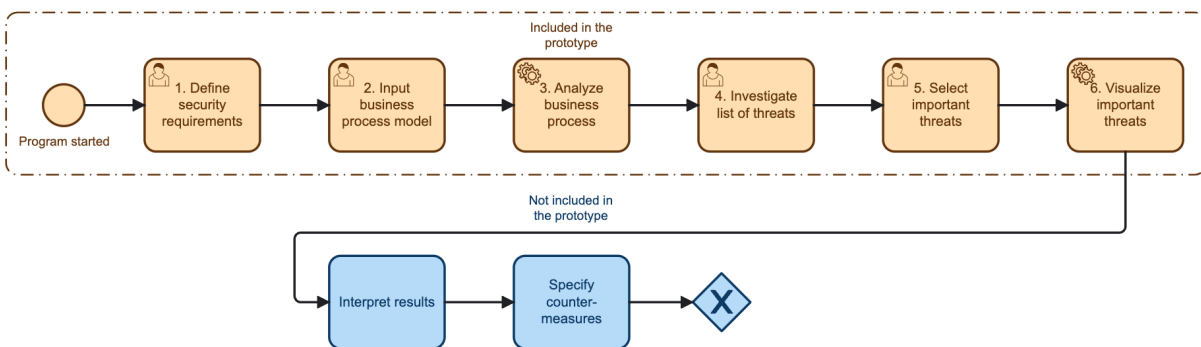 Included in the
prototype
Program started
1. Define
security
requirements
2. Input
business
process model
3. Analyze
business
process
4. Investigate
list of threats
5. Select
important
threats
6. Visualize
important
threats
Not included in
the prototype
Interpret results
Specify
counter-
measures